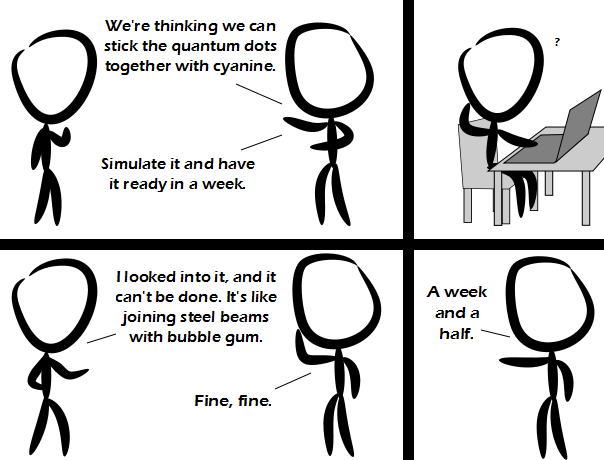 We're thinking we can
stick the quantum dots
together with cyanine.
Simulate it and have
it ready in a week.
?
I looked into it, and it
can't be done. It's like
joining steel beams
with bubble gum.
Fine, fine.
A week
and a
half.